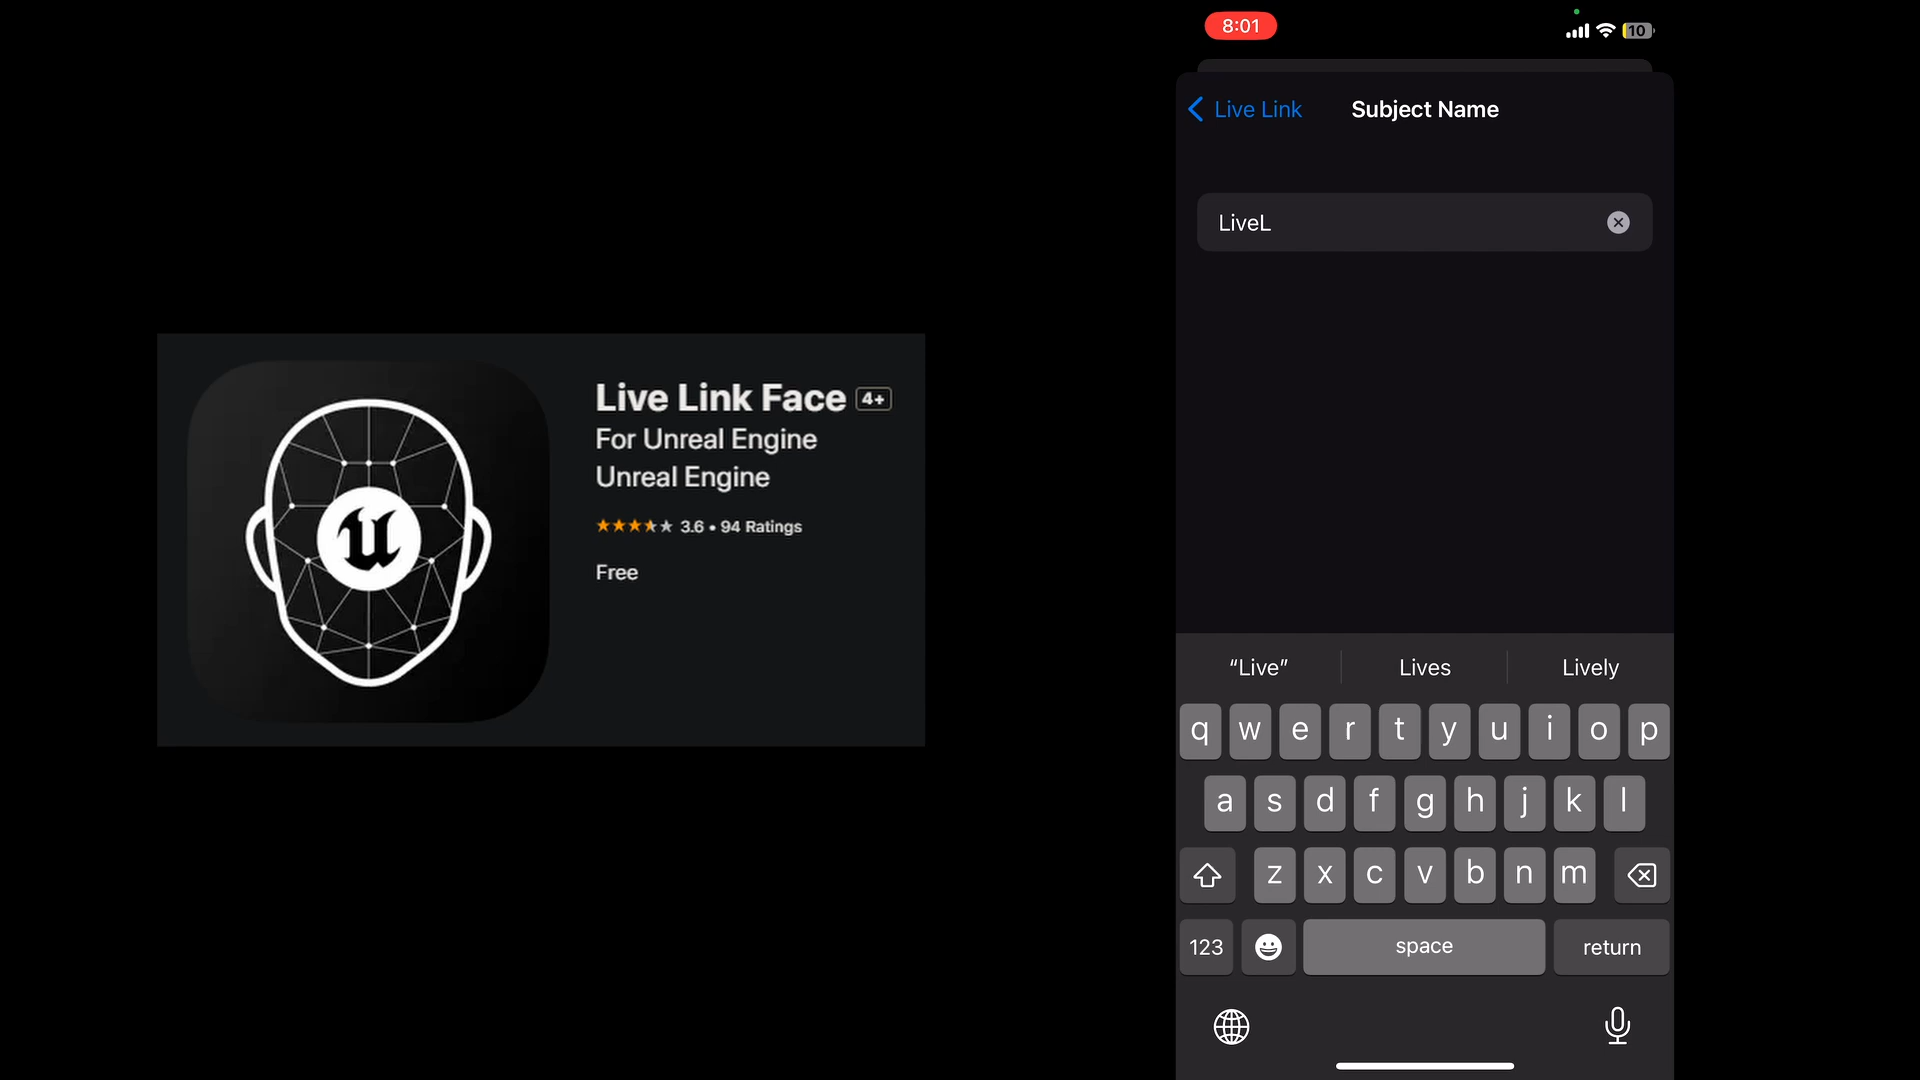 Live Link Face 4+
For Unreal Engine
Unreal Engine
3.6 • 94 Ratings
Free
8:01
10
Live Link
Subject Name
LiveL
“Live” Lives Lively
q w e r t y u i o p
a s d f g h j k l
z x c v b n m
123 space return